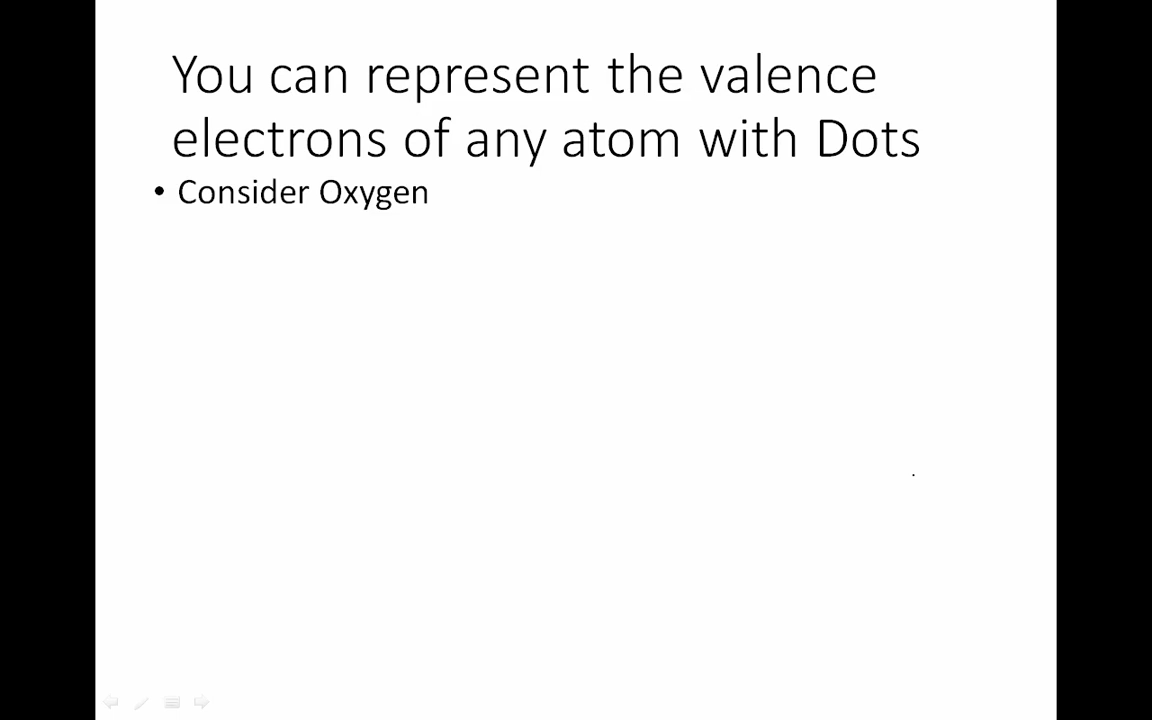 You can represent the valence
electrons of any atom with Dots
• Consider Oxygen